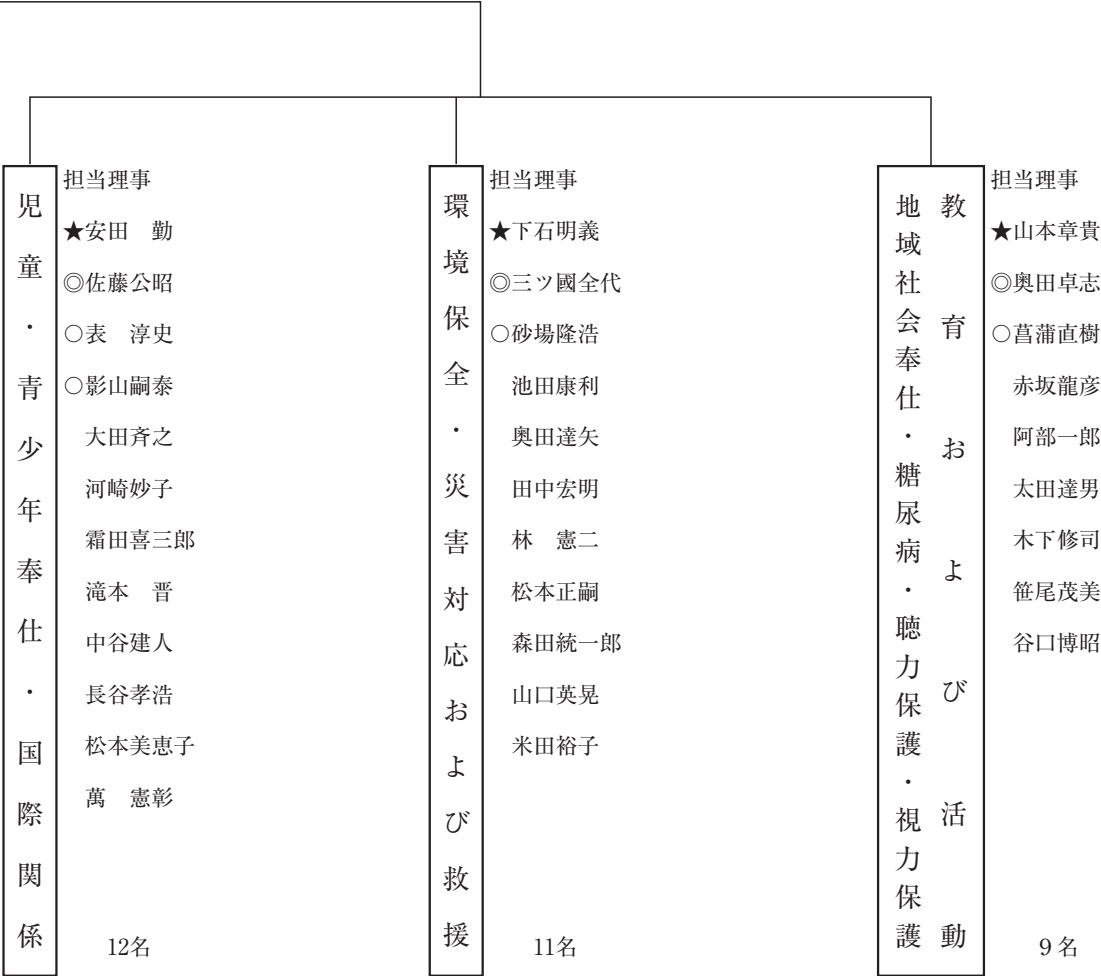 児童・青少年奉仕・国際関係
担当理事
★安田　勤
◎佐藤公昭
○表　淳史
○影山嗣泰
大田斉之
河崎妙子
霜田喜三郎
滝本　晋
中谷建人
長谷孝浩
松本美恵子
萬　憲彰
12名
環境保全・災害対応および救援
担当理事
★下石明義
◎三ツ國全代
○砂場隆浩
池田康利
奥田達矢
田中宏明
林　憲二
松本正嗣
森田統一郎
山口英晃
米田裕子
11名
教育および活動
地域社会奉仕・糖尿病・聴力保護・視力保護
担当理事
★山本章貴
◎奥田卓志
○菖蒲直樹
赤坂龍彦
阿部一郎
太田達男
木下修司
笹尾茂美
谷口博昭
９名